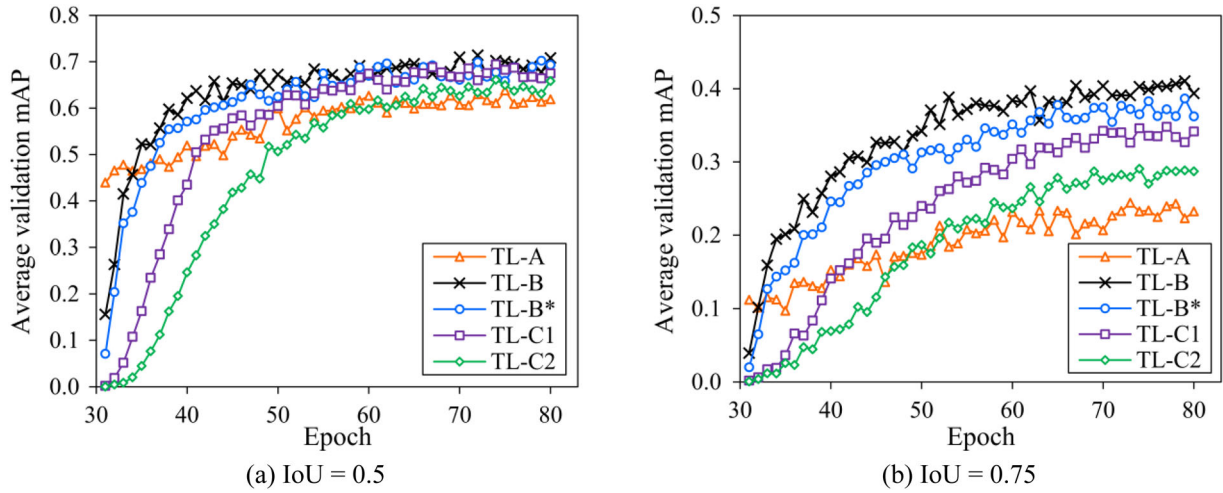 Average validation mAP
0.8
0.7
0.6
0.5
0.4
0.3
0.2
0.1
0.0
TL-A
TL-B
TL-B*
TL-C1
TL-C2
30 40 50 60 70 80
Epoch
(a) IoU = 0.5
Average validation mAP
0.5
0.4
0.3
0.2
0.1
0.0
TL-A
TL-B
TL-B*
TL-C1
TL-C2
30 40 50 60 70 80
Epoch
(b) IoU = 0.75